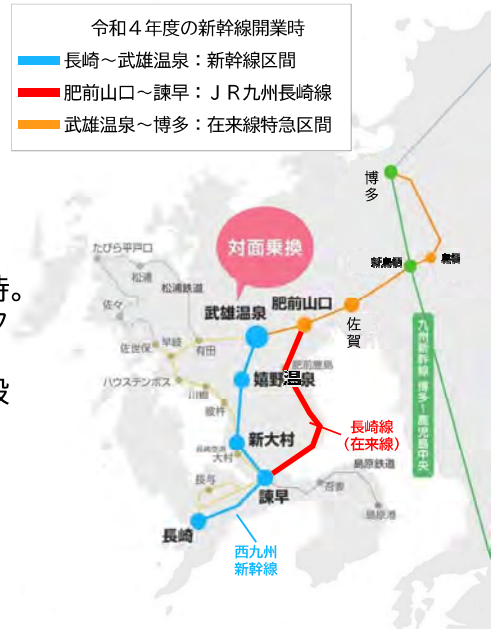 令和４年度の新幹線開業時
長崎～武雄温泉：新幹線区間
肥前山口～諫早：ＪＲ九州長崎線
武雄温泉～博多：在来線特急区間
博多
対面乗換
新鳥栖
鳥栖
たびら平戸口
松浦
松浦鉄道
待。
肥前山口
武雄温泉
佐々
ク
佐賀
佐世保
早岐
有田
九州新幹線 博多～鹿児島中央
肥前鹿島
嬉野温泉
ハウステンボス
段
川棚
彼杵
長崎線
（在来線）
新大村
長崎空港
大村
島原鉄道
長与
諫早
吾妻
島原港
長崎
西九州
新幹線